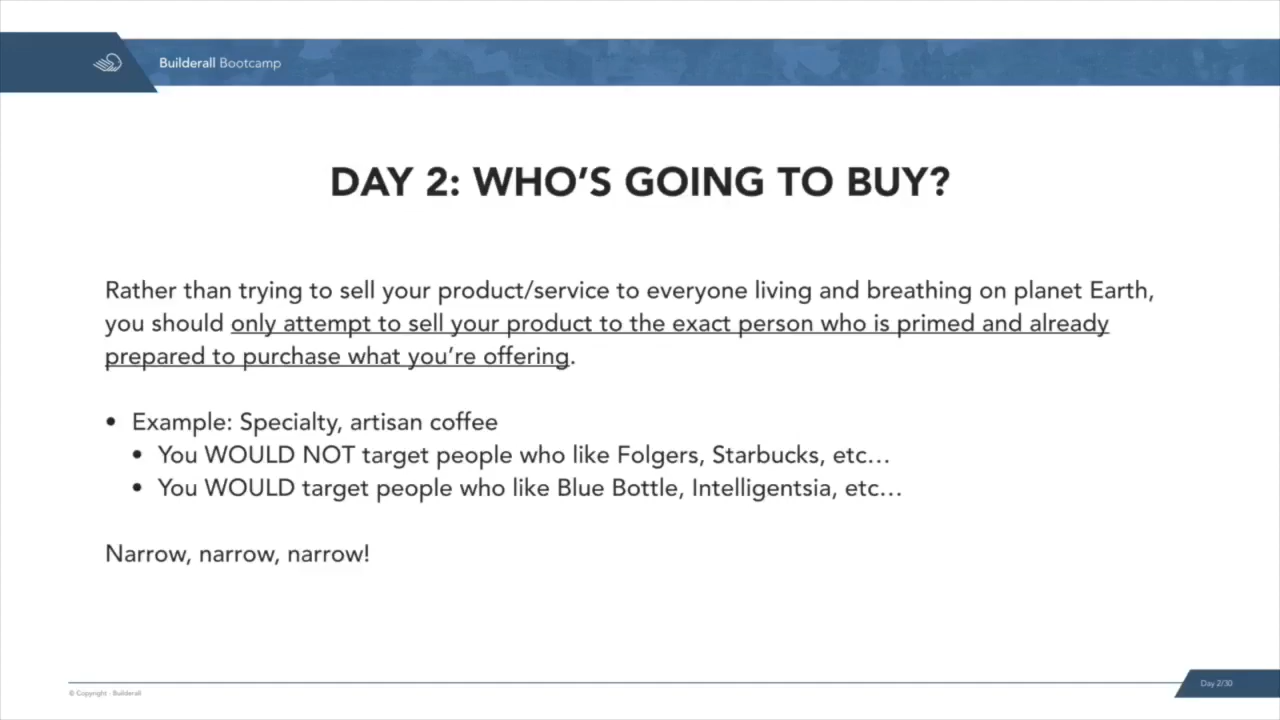 Builderall Bootcamp
DAY 2: WHO'S GOING TO BUY?
Rather than trying to sell your product/service to everyone living and breathing on planet Earth,
you should only attempt to sell your product to the exact person who is primed and already
prepared to purchase what you're offering.
• Example: Specialty, artisan coffee
• You WOULD NOT target people who like Folgers, Starbucks, etc…
• You WOULD target people who like Blue Bottle, Intelligentsia, etc…
Narrow, narrow, narrow!
© Copyright - Builderall
Day 2/30